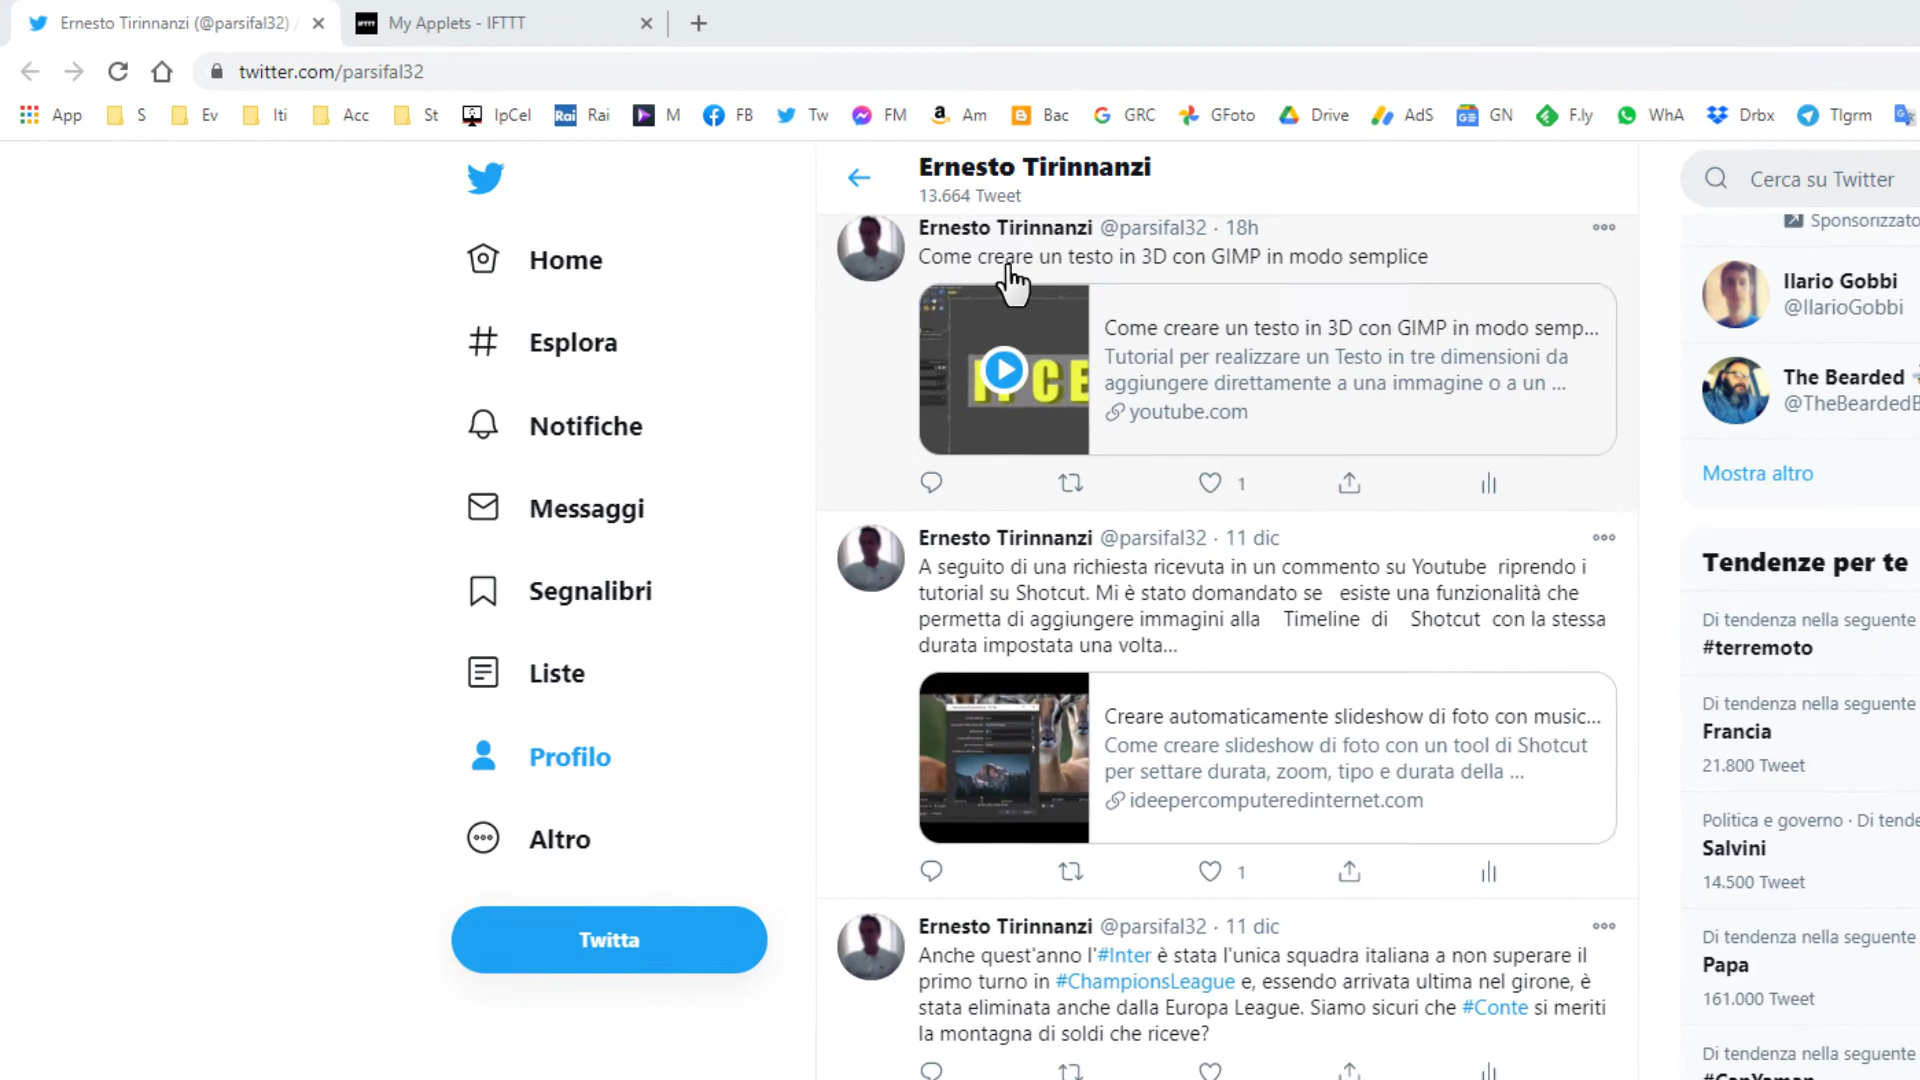 Ernesto Tirinnanzi (@parsifal32)
My Applets - IFTTT
twitter.com/parsifal32
App S Ev Iti Acc St IpCel Rai Rai M FB Tw FM Am Bac GRC GFoto Drive AdS GN F.ly WhA Drbx Tlgrm
Home
Esplora
Notifiche
Messaggi
Segnalibri
Liste
Profilo
Altro
Twitta
Ernesto Tirinnanzi
13.664 Tweet
Ernesto Tirinnanzi @parsifal32 · 18h
Come creare un testo in 3D con GIMP in modo semplice
Come creare un testo in 3D con GIMP in modo semp...
Tutorial per realizzare un Testo in tre dimensioni da
aggiungere direttamente a una immagine o a un ...
youtube.com
1
Ernesto Tirinnanzi @parsifal32 · 11 dic
A seguito di una richiesta ricevuta in un commento su Youtube riprendo i
tutorial su Shotcut. Mi è stato domandato se esiste una funzionalità che
permetta di aggiungere immagini alla Timeline di Shotcut con la stessa
durata impostata una volta...
Creare automaticamente slideshow di foto con music...
Come creare slideshow di foto con un tool di Shotcut
per settare durata, zoom, tipo e durata della ...
ideepercomputeredinternet.com
1
Ernesto Tirinnanzi @parsifal32 · 11 dic
Anche quest'anno l'#Inter è stata l'unica squadra italiana a non superare il
primo turno in #ChampionsLeague e, essendo arrivata ultima nel girone, è
stata eliminata anche dalla Europa League. Siamo sicuri che #Conte si meriti
la montagna di soldi che riceve?
Cerca su Twitter
Sponsorizzato
Ilario Gobbi
@IlarioGobbi
The Bearded
@TheBeardedB
Mostra altro
Tendenze per te
Di tendenza nella seguente
#terremoto
Di tendenza nella seguente
Francia
21.800 Tweet
Politica e governo · Di tende
Salvini
14.500 Tweet
Di tendenza nella seguente
Papa
161.000 Tweet
Di tendenza nella seguente
#CanYaman